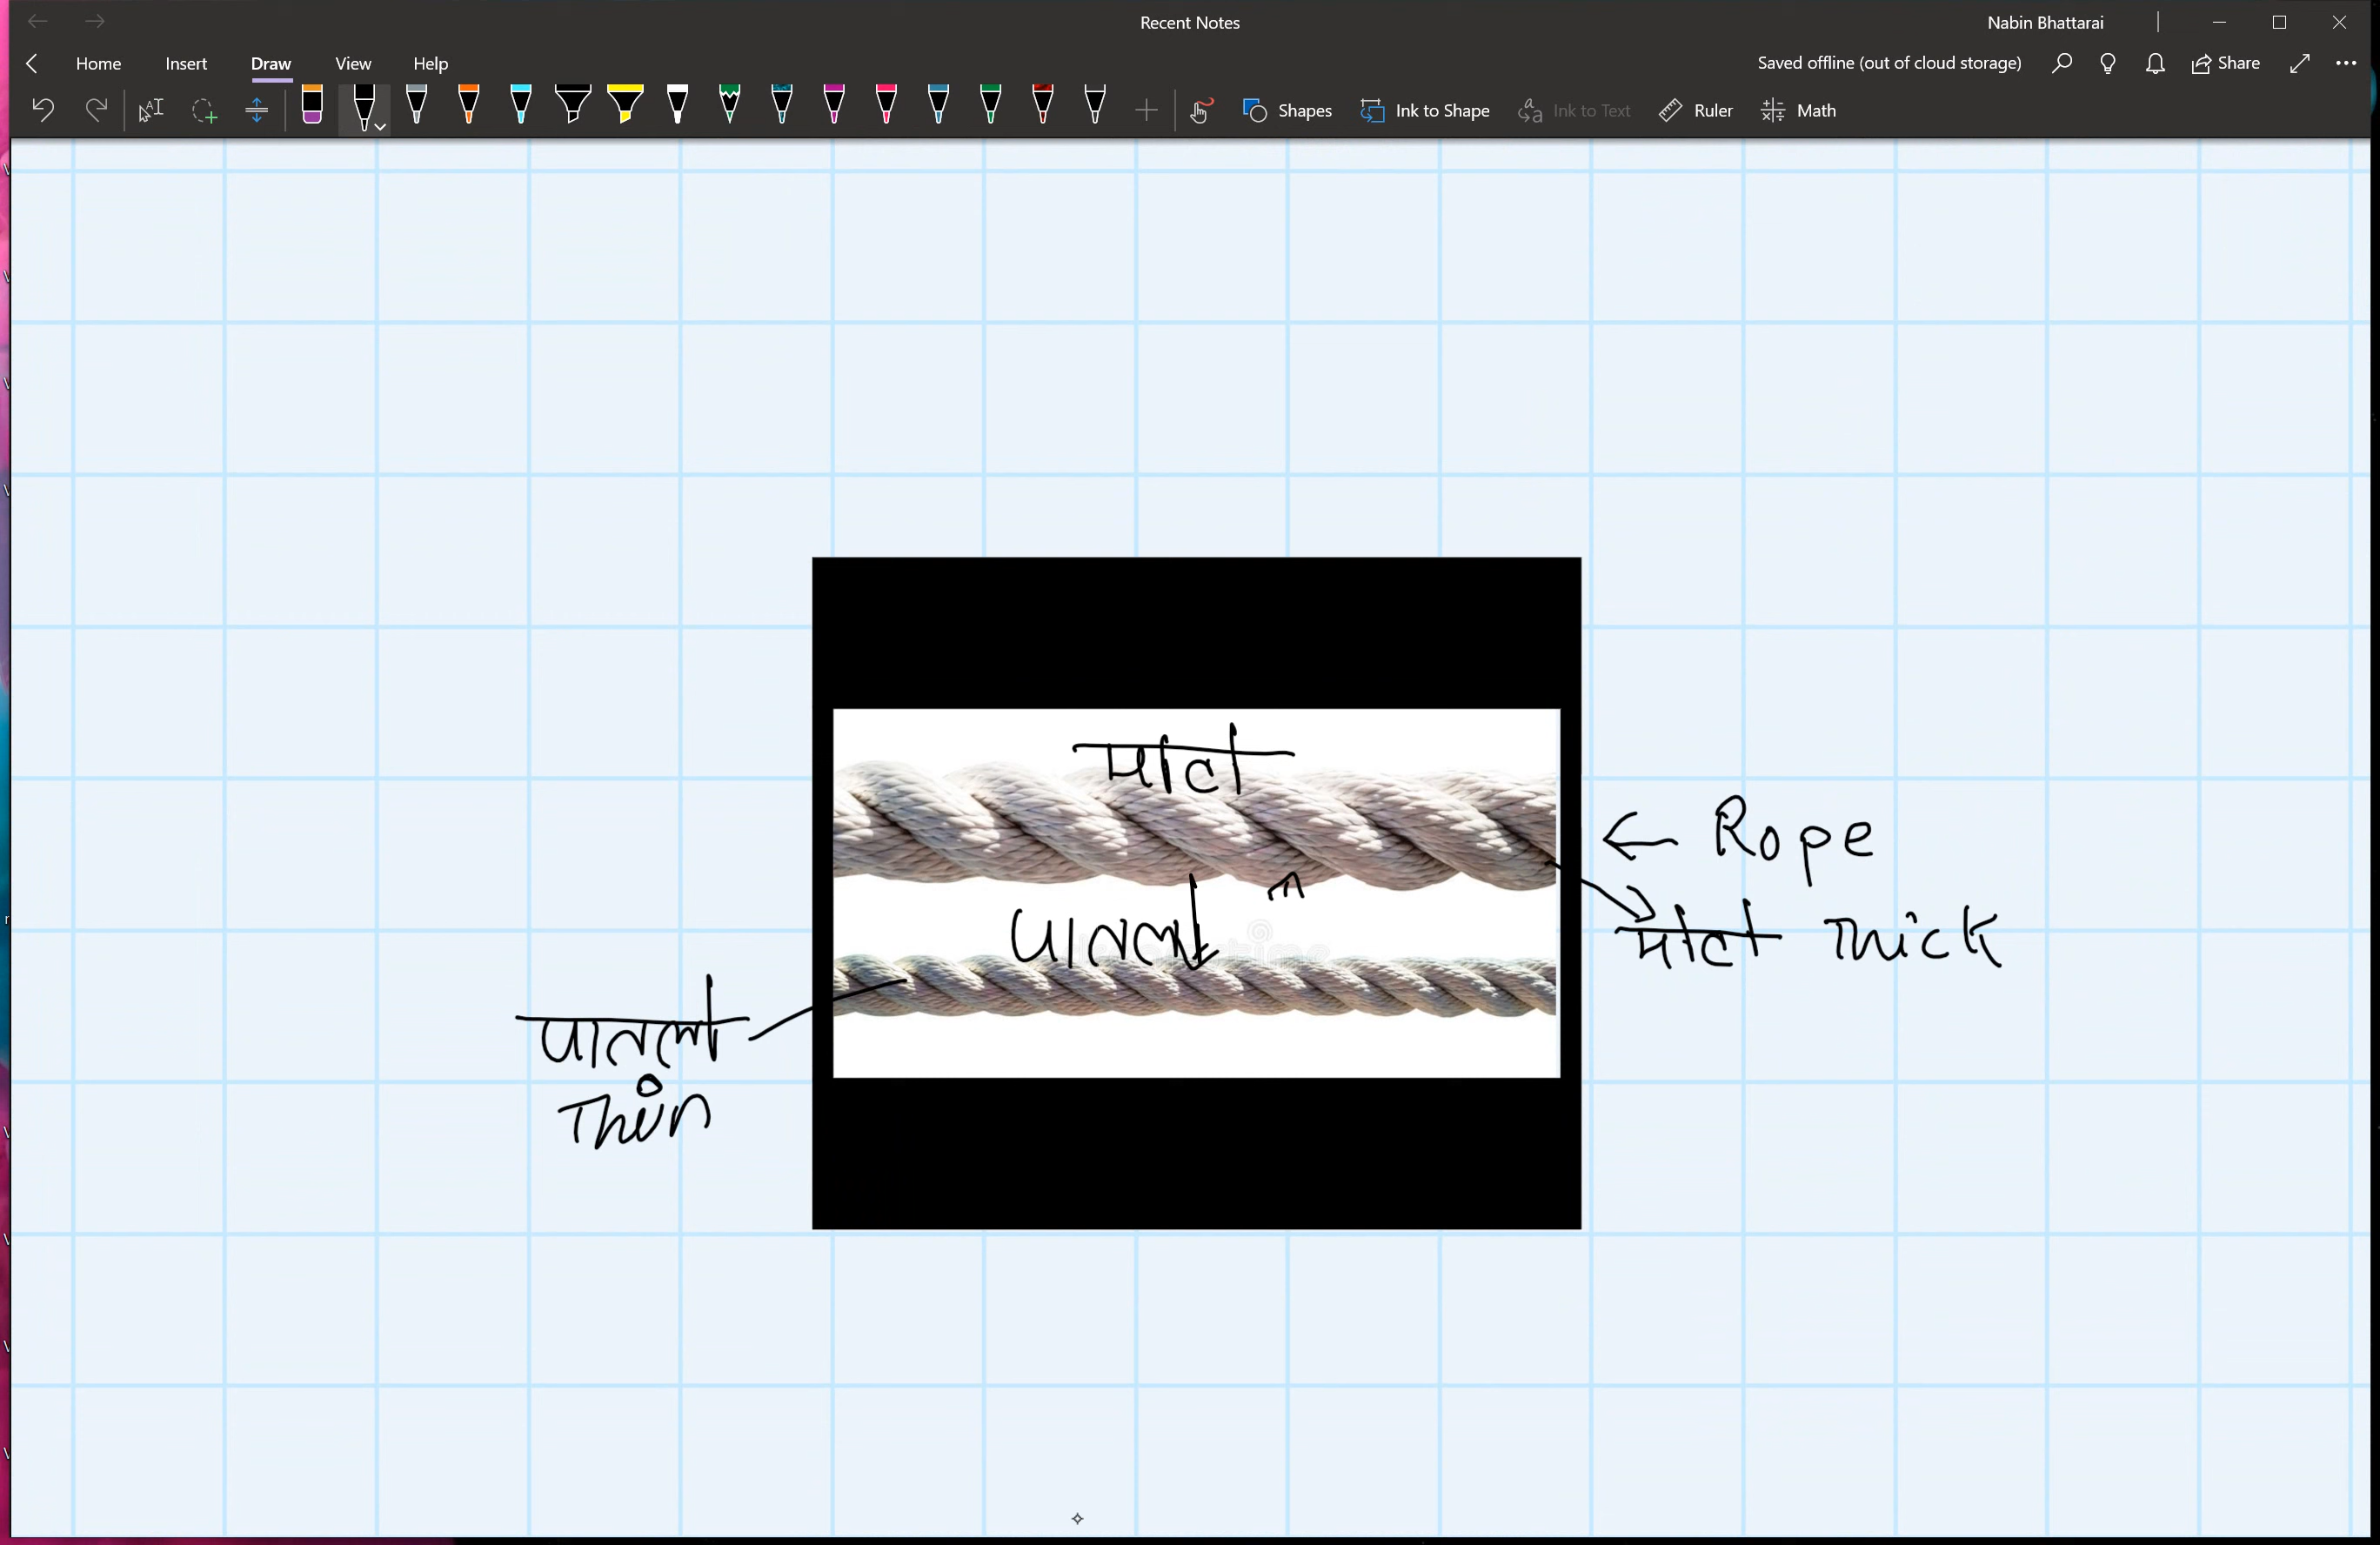 Recent Notes
Nabin Bhattarai
Home Insert Draw View Help
Saved offline (out of cloud storage)
Share
Shapes
Ink to Shape
Ink to Text
Ruler
Math
मोटो
← Rope
पातलो
मोटो Thick
पातलो
Thin